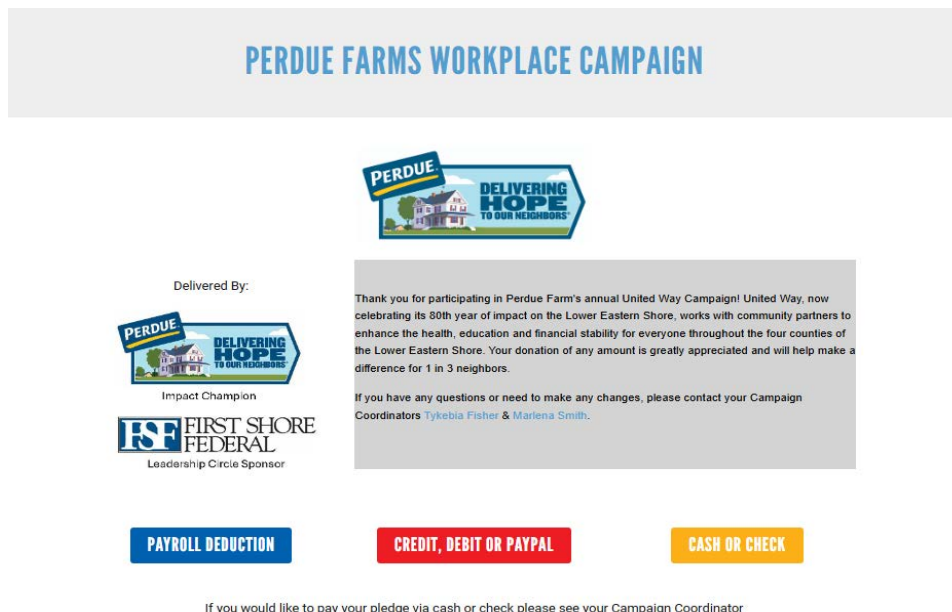 PERDUE FARMS WORKPLACE CAMPAIGN
PERDUE
DELIVERING
HOPE
TO OUR NEIGHBORS®
Delivered By:
PERDUE
DELIVERING
HOPE
TO OUR NEIGHBORS®
Impact Champion
FSF FIRST SHORE
FEDERAL
Leadership Circle Sponsor
Thank you for participating in Perdue Farm's annual United Way Campaign! United Way, now
celebrating its 80th year of impact on the Lower Eastern Shore, works with community partners to
enhance the health, education and financial stability for everyone throughout the four counties of
the Lower Eastern Shore. Your donation of any amount is greatly appreciated and will help make a
difference for 1 in 3 neighbors.
If you have any questions or need to make any changes, please contact your Campaign
Coordinators Tykebia Fisher & Marlena Smith.
PAYROLL DEDUCTION
CREDIT, DEBIT OR PAYPAL
CASH OR CHECK
If you would like to pay your pledge via cash or check please see your Campaign Coordinator